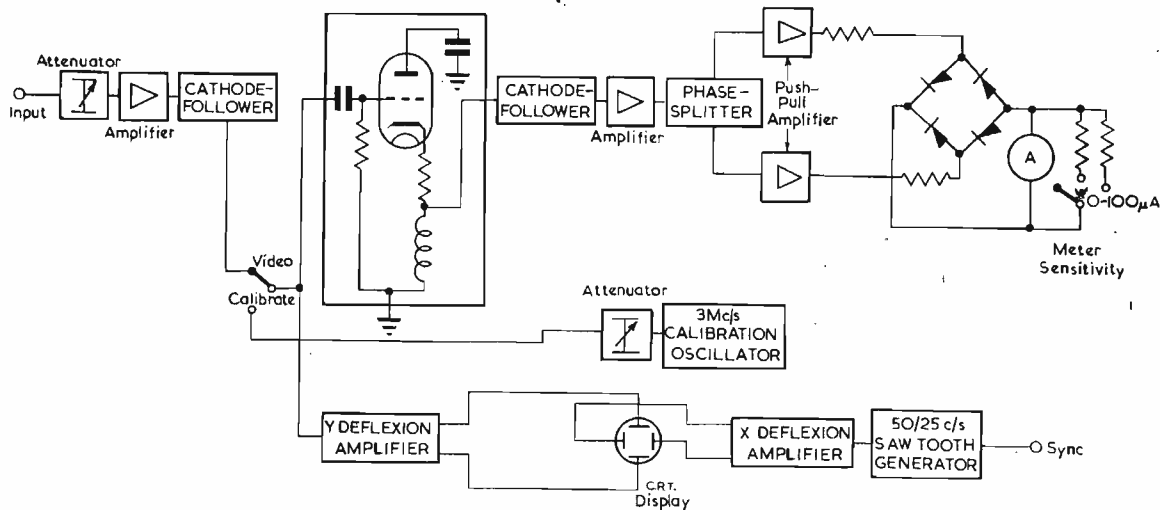 Attenuator
Input
Amplifier
CATHODE-
FOLLOWER
CATHODE-
FOLLOWER
Amplifier
PHASE-
SPLITTER
Push-
Pull
Amplifier
A
0-100μA
Meter
Sensitivity
Video
Calibrate
Attenuator
3Mc/s
CALIBRATION
OSCILLATOR
Y DEFLEXION
AMPLIFIER
C.R.T.
Display
X DEFLEXION
AMPLIFIER
50/25 c/s
SAW TOOTH
GENERATOR
Sync